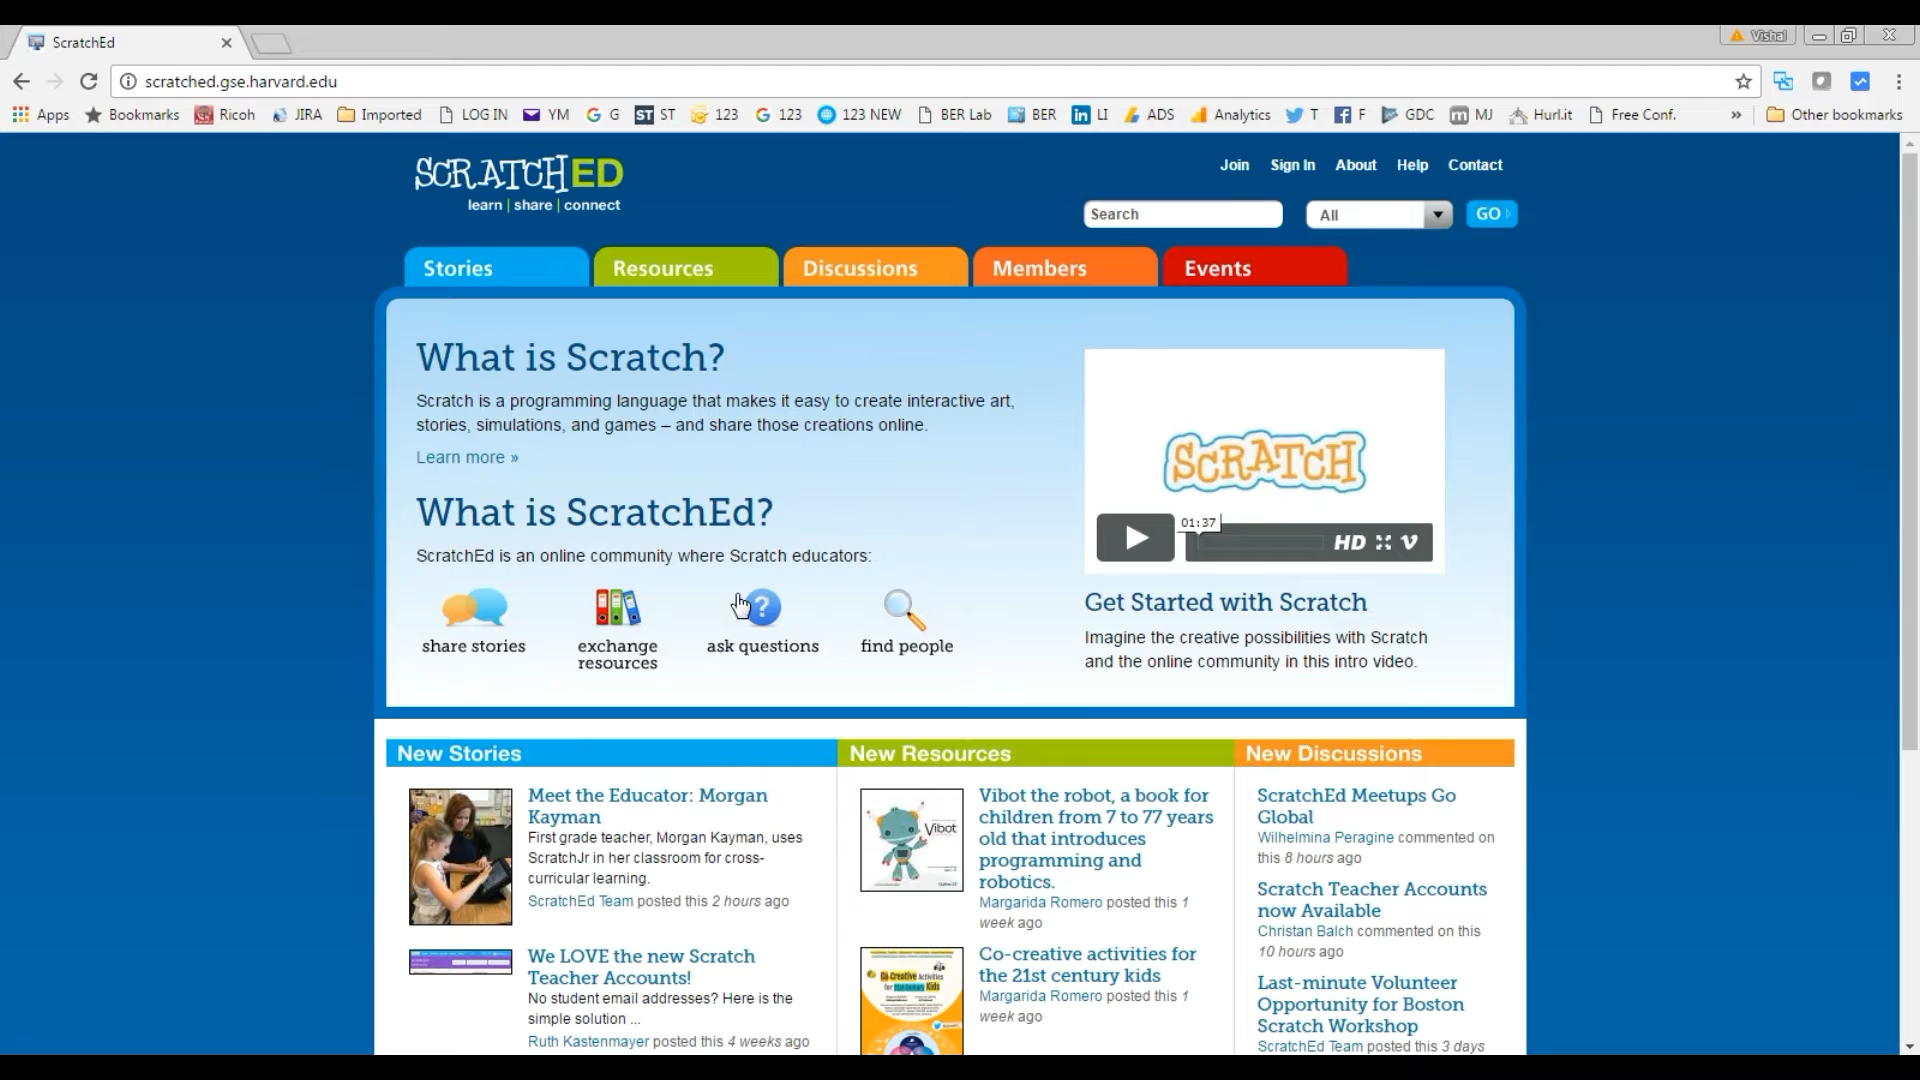 ScratchEd
Vishal
scratched.gse.harvard.edu
Apps Bookmarks Ricoh JIRA Imported LOG IN YM G ST 123 123 123 NEW BER Lab BER LI ADS Analytics T F GDC MJ Hurl.it Free Conf. » Other bookmarks
SCRATCHED
learn | share | connect
Join Sign In About Help Contact
Search All GO
Stories Resources Discussions Members Events
What is Scratch?
Scratch is a programming language that makes it easy to create interactive art,
stories, simulations, and games – and share those creations online.
Learn more »
What is ScratchEd?
ScratchEd is an online community where Scratch educators:
share stories
exchange
resources
ask questions
find people
SCRATCH
01:37
HD
Get Started with Scratch
Imagine the creative possibilities with Scratch
and the online community in this intro video.
New Stories
Meet the Educator: Morgan
Kayman
First grade teacher, Morgan Kayman, uses
ScratchJr in her classroom for cross-
curricular learning.
ScratchEd Team posted this 2 hours ago
We LOVE the new Scratch
Teacher Accounts!
No student email addresses? Here is the
simple solution ...
Ruth Kastenmayer posted this 4 weeks ago
New Resources
Vibot
Vibot the robot, a book for
children from 7 to 77 years
old that introduces
programming and
robotics.
Margarida Romero posted this 1
week ago
Co-Creative Activities
for 21st Century Kids
Co-creative activities for
the 21st century kids
Margarida Romero posted this 1
week ago
New Discussions
ScratchEd Meetups Go
Global
Wilhelmina Peragine commented on
this 8 hours ago
Scratch Teacher Accounts
now Available
Christan Balch commented on this
10 hours ago
Last-minute Volunteer
Opportunity for Boston
Scratch Workshop
ScratchEd Team posted this 3 days